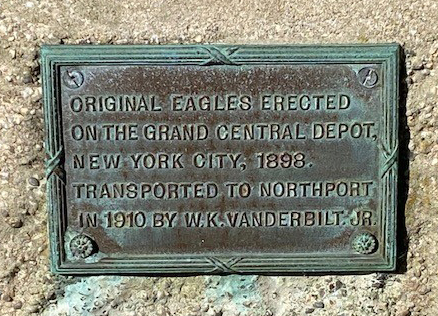 ORIGINAL EAGLES ERECTED
ON THE GRAND CENTRAL DEPOT,
NEW YORK CITY, 1898.
TRANSPORTED TO NORTHPORT
IN 1910 BY W.K. VANDERBILT JR.